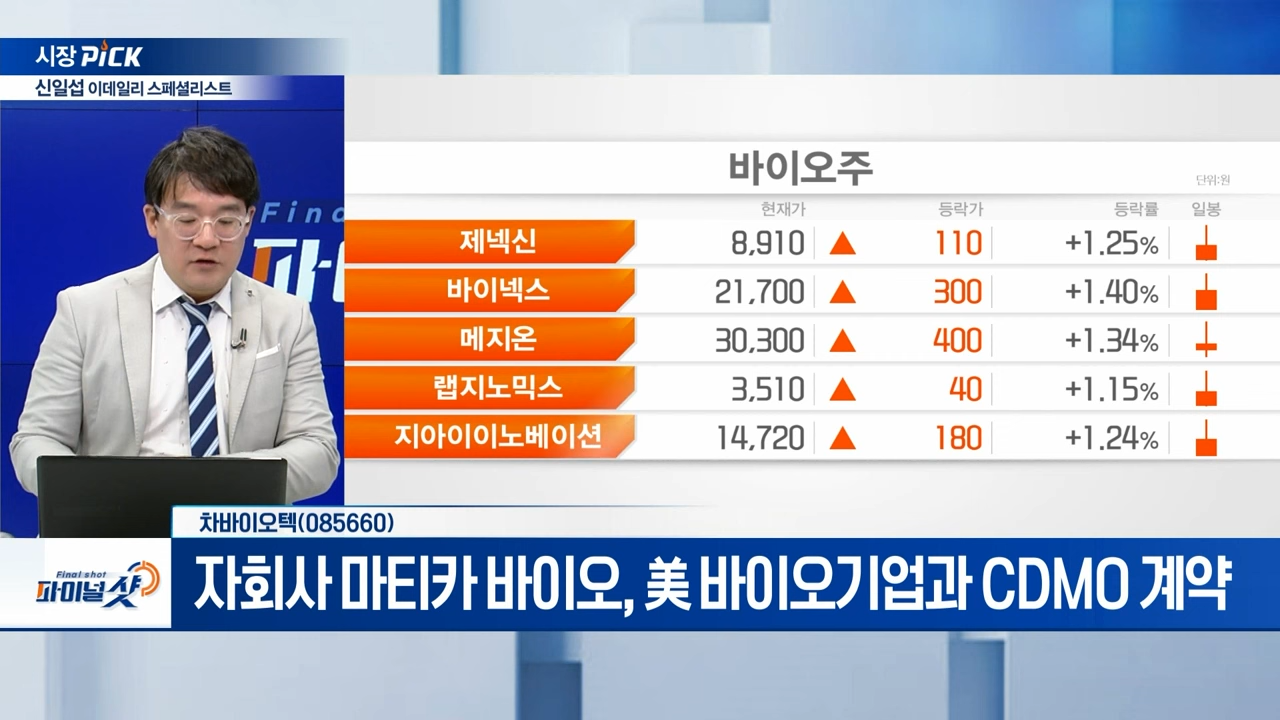 시장 PICK
신일섭 이데일리 스페셜리스트
Fina
파이
바이오주
단위:원
현재가 등락가 등락률 일봉
제넥신 8,910 ▲ 110 +1.25%
바이넥스 21,700 ▲ 300 +1.40%
메지온 30,300 ▲ 400 +1.34%
랩지노믹스 3,510 ▲ 40 +1.15%
지아이이노베이션 14,720 ▲ 180 +1.24%
차바이오텍(085660)
Final shot
파이널샷
자회사 마티카 바이오, 美 바이오기업과 CDMO 계약